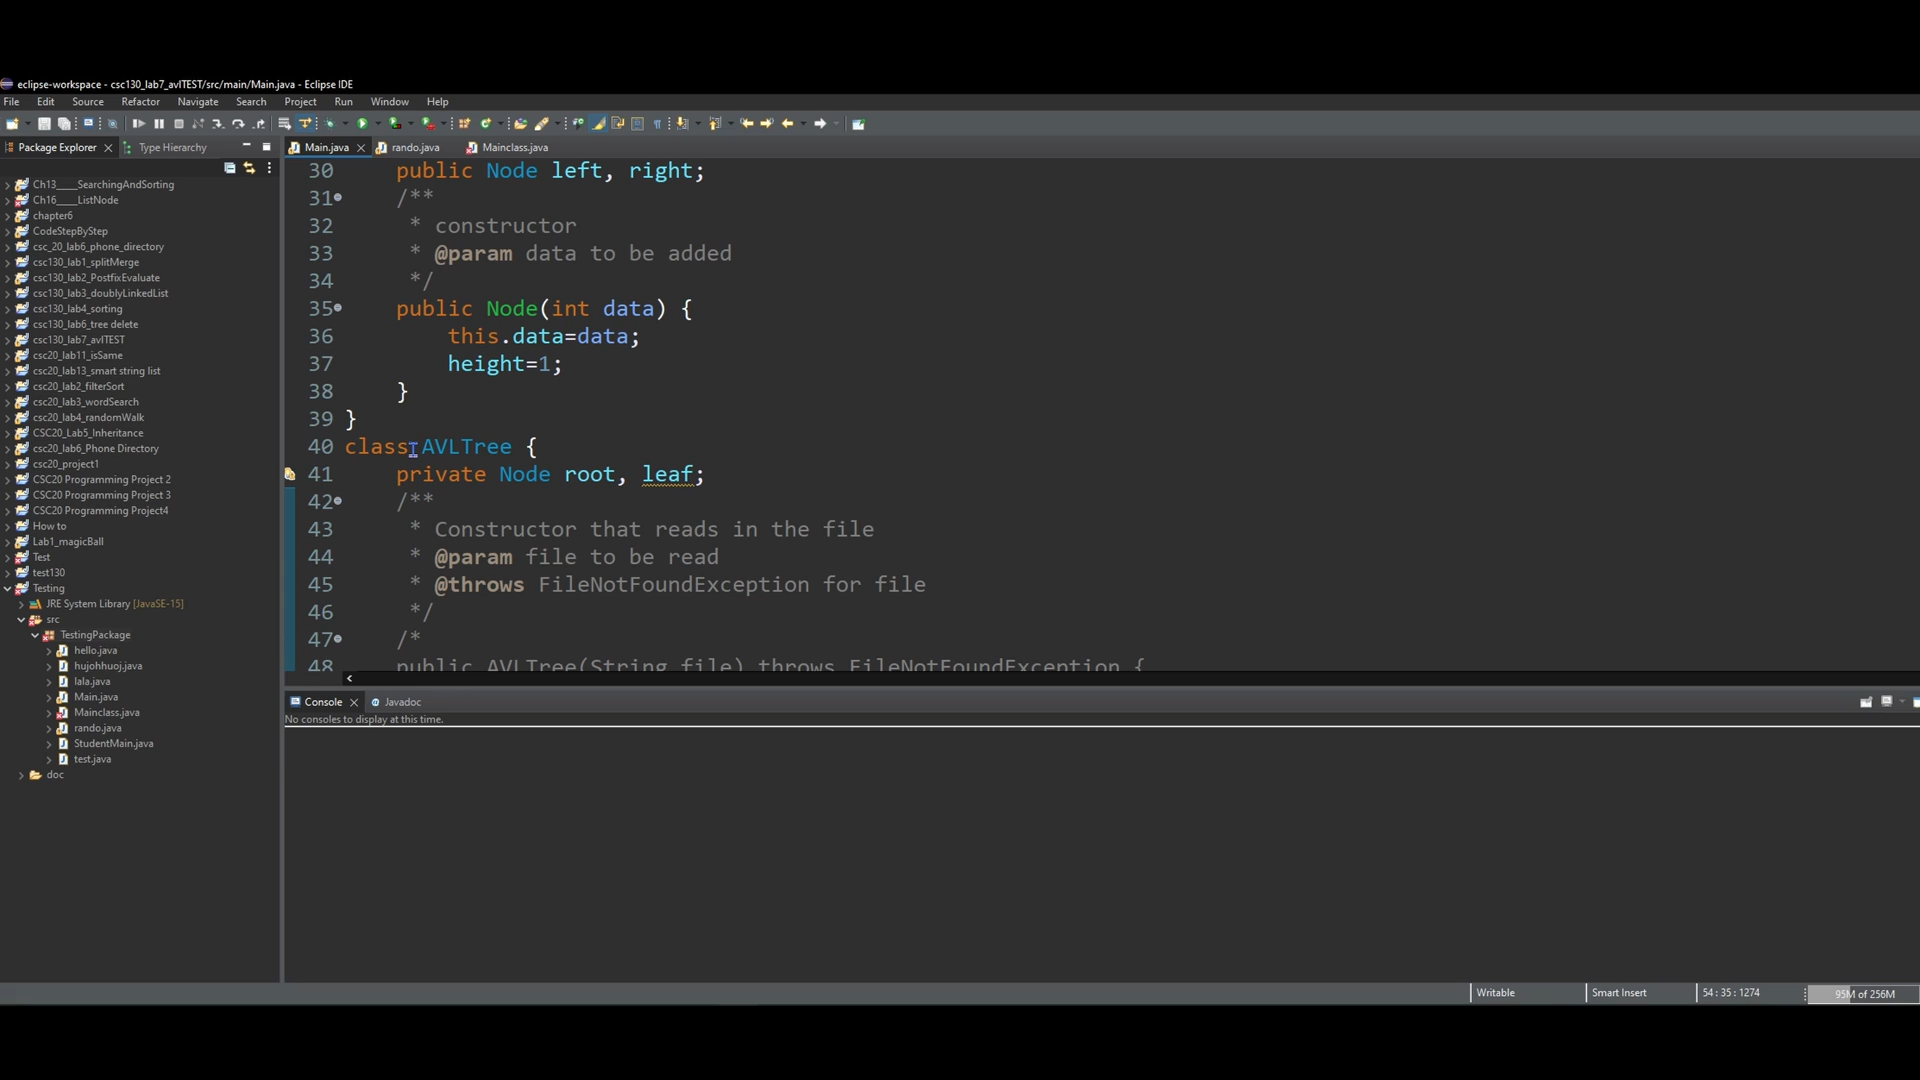 eclipse-workspace - csc130_lab7_avlTEST/src/main/Main.java - Eclipse IDE
File Edit Source Refactor Navigate Search Project Run Window Help
Package Explorer Type Hierarchy
Main.java rando.java Mainclass.java
Ch13____SearchingAndSorting
Ch16____ListNode
chapter6
CodeStepByStep
csc_20_lab6_phone_directory
csc130_lab1_splitMerge
csc130_lab2_PostfixEvaluate
csc130_lab3_doublyLinkedList
csc130_lab4_sorting
csc130_lab6_tree delete
csc130_lab7_avlTEST
csc20_lab11_isSame
csc20_lab13_smart string list
csc20_lab2_filterSort
csc20_lab3_wordSearch
csc20_lab4_randomWalk
CSC20_Lab5_Inheritance
csc20_lab6_Phone Directory
csc20_project1
CSC20 Programming Project 2
CSC20 Programming Project 3
CSC20 Programming Project4
How to
Lab1_magicBall
Test
test130
Testing
JRE System Library [JavaSE-15]
src
TestingPackage
hello.java
hujohhuoj.java
lala.java
Main.java
Mainclass.java
rando.java
StudentMain.java
test.java
doc
30 public Node left, right;
31 /**
32 * constructor
33 * @param data to be added
34 */
35 public Node(int data) {
36 this.data=data;
37 height=1;
38 }
39 }
40 class AVLTree {
41 private Node root, leaf;
42 /**
43 * Constructor that reads in the file
44 * @param file to be read
45 * @throws FileNotFoundException for file
46 */
47 /*
48 public AVLTree(String file) throws FileNotFoundException {
Console Javadoc
No consoles to display at this time.
Writable Smart Insert 54 : 35 : 1274 95M of 256M